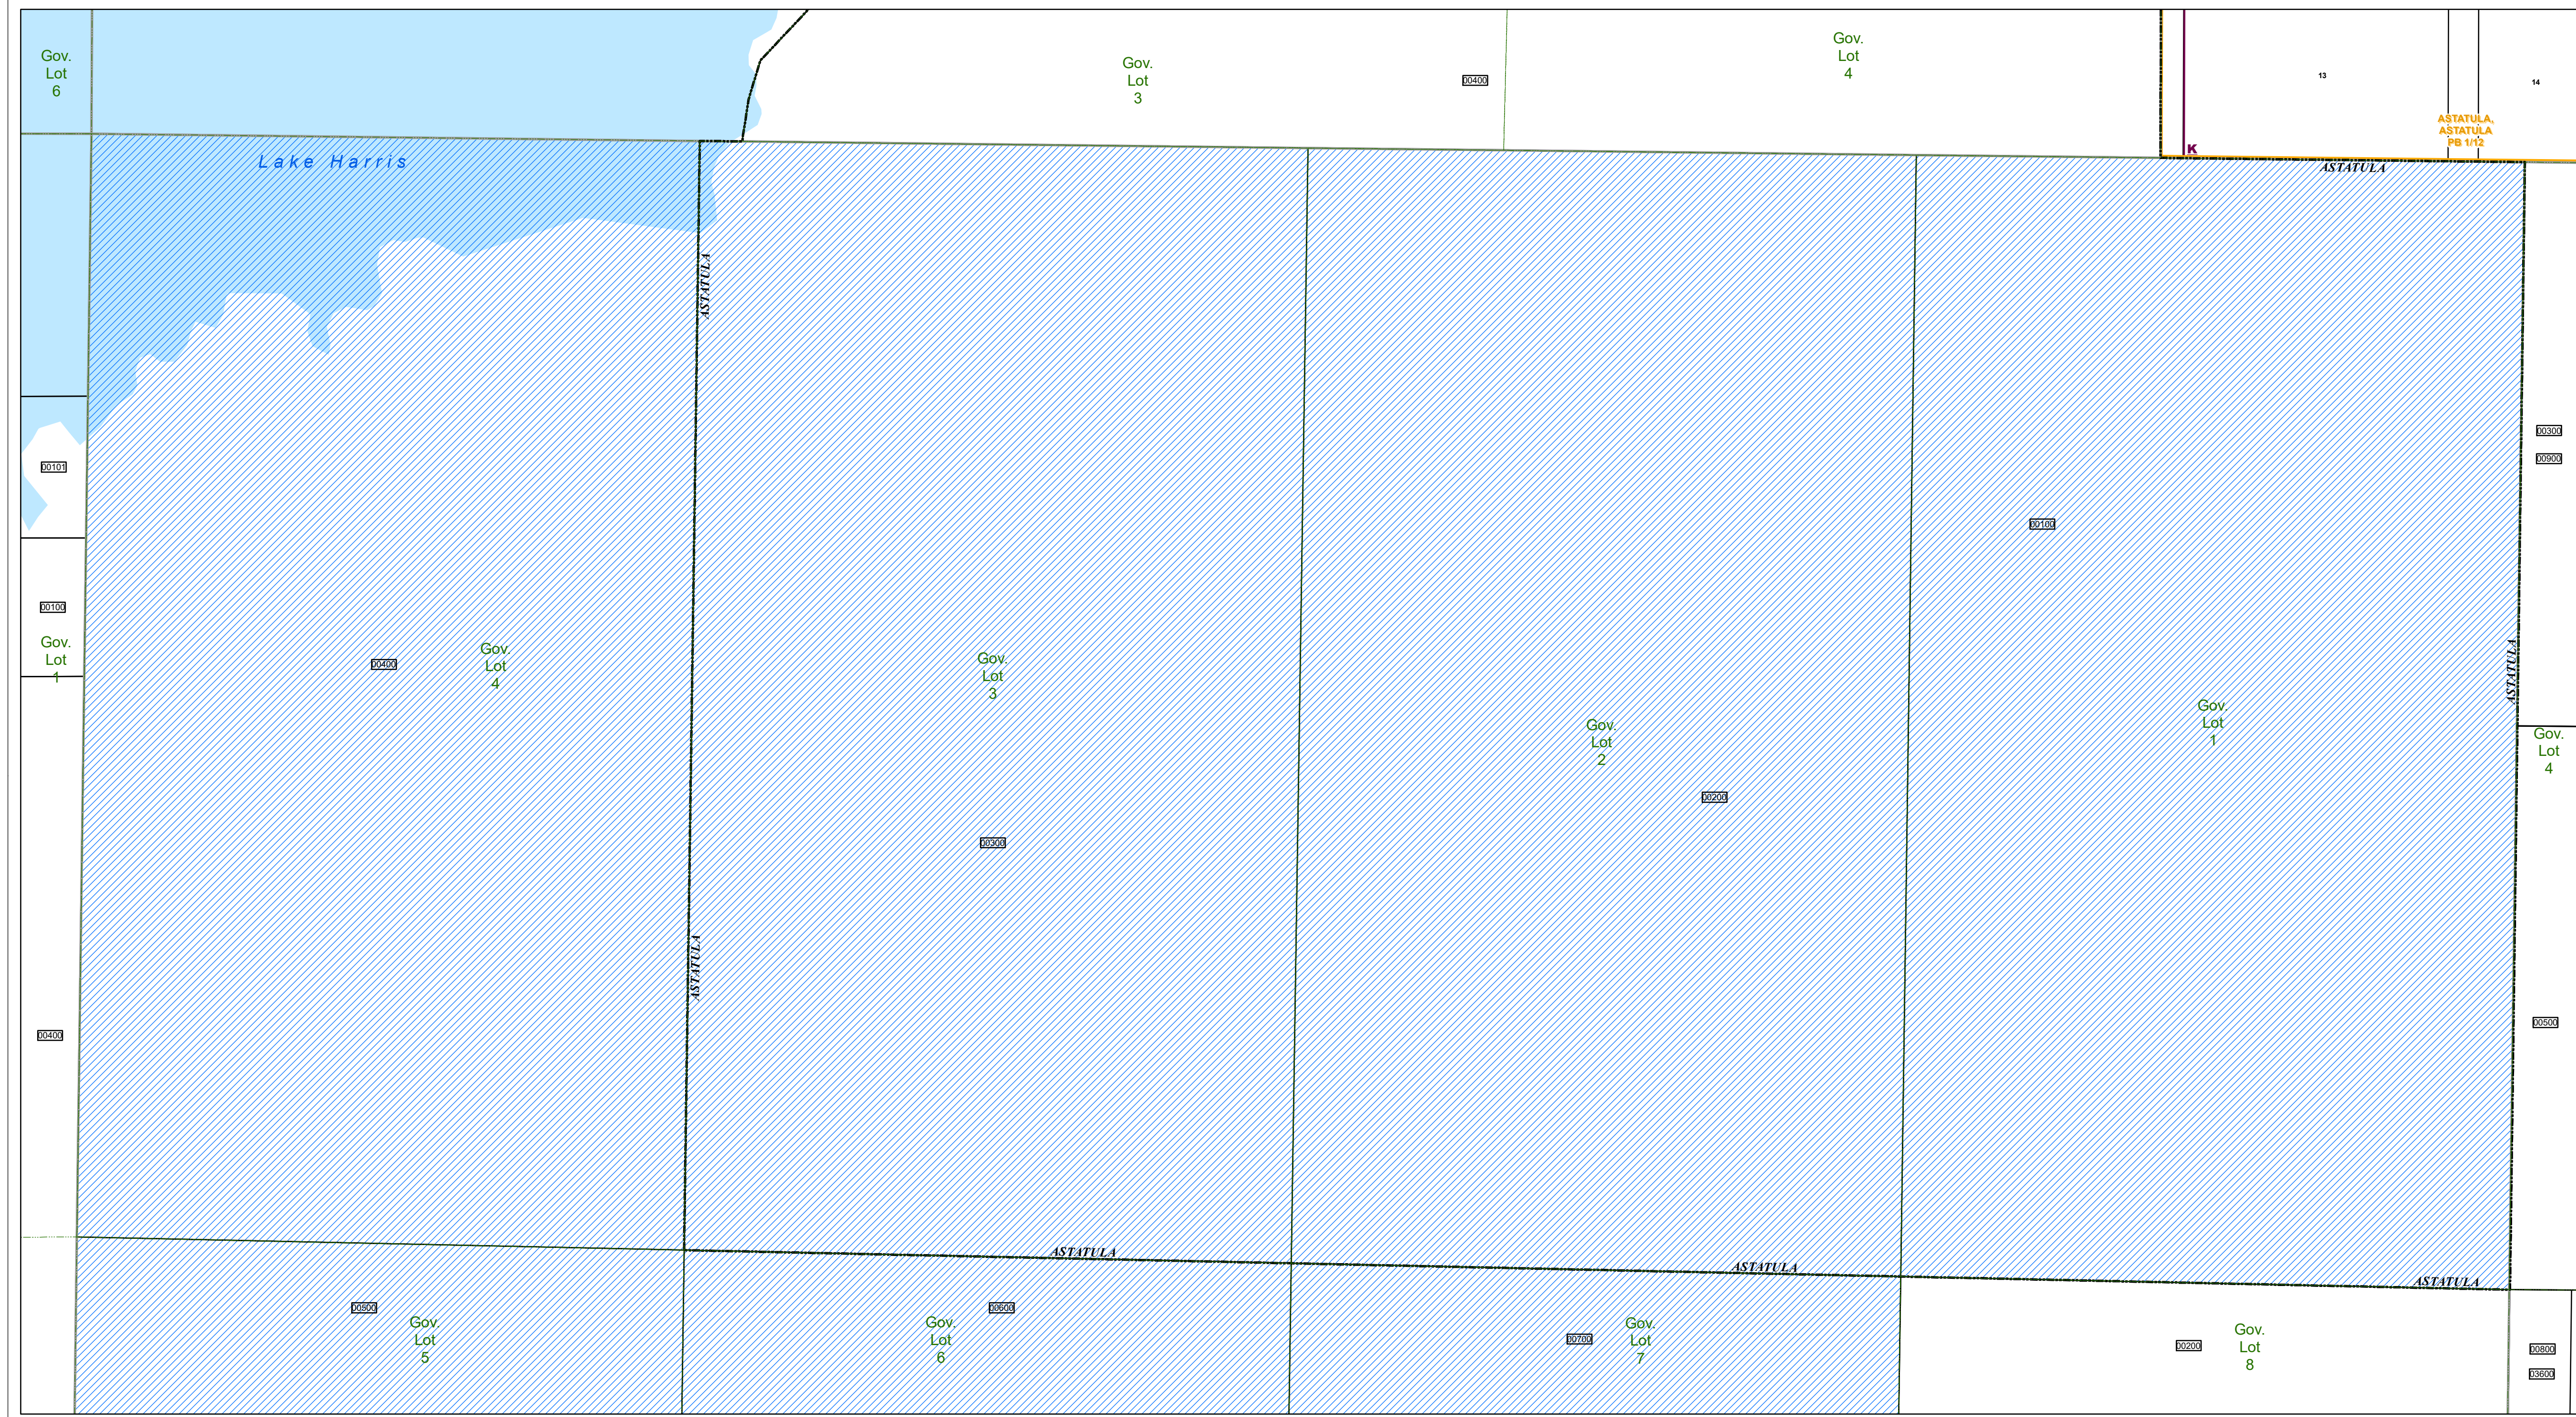 Gov.
Lot
6
Gov.
Lot
3
00400
Gov.
Lot
4
13
14
ASTATULA,
ASTATULA
PB 1/12
K
ASTATULA
Lake Harris
ASTATULA
00300
00900
00101
00100
00100
Gov.
Lot
1
00400
Gov.
Lot
4
Gov.
Lot
3
ASTATULA
Gov.
Lot
2
Gov.
Lot
1
Gov.
Lot
4
00200
00300
ASTATULA
00400
00500
ASTATULA
ASTATULA
ASTATULA
00500
Gov.
Lot
5
00600
Gov.
Lot
6
00700
Gov.
Lot
7
00200
Gov.
Lot
8
00800
03600